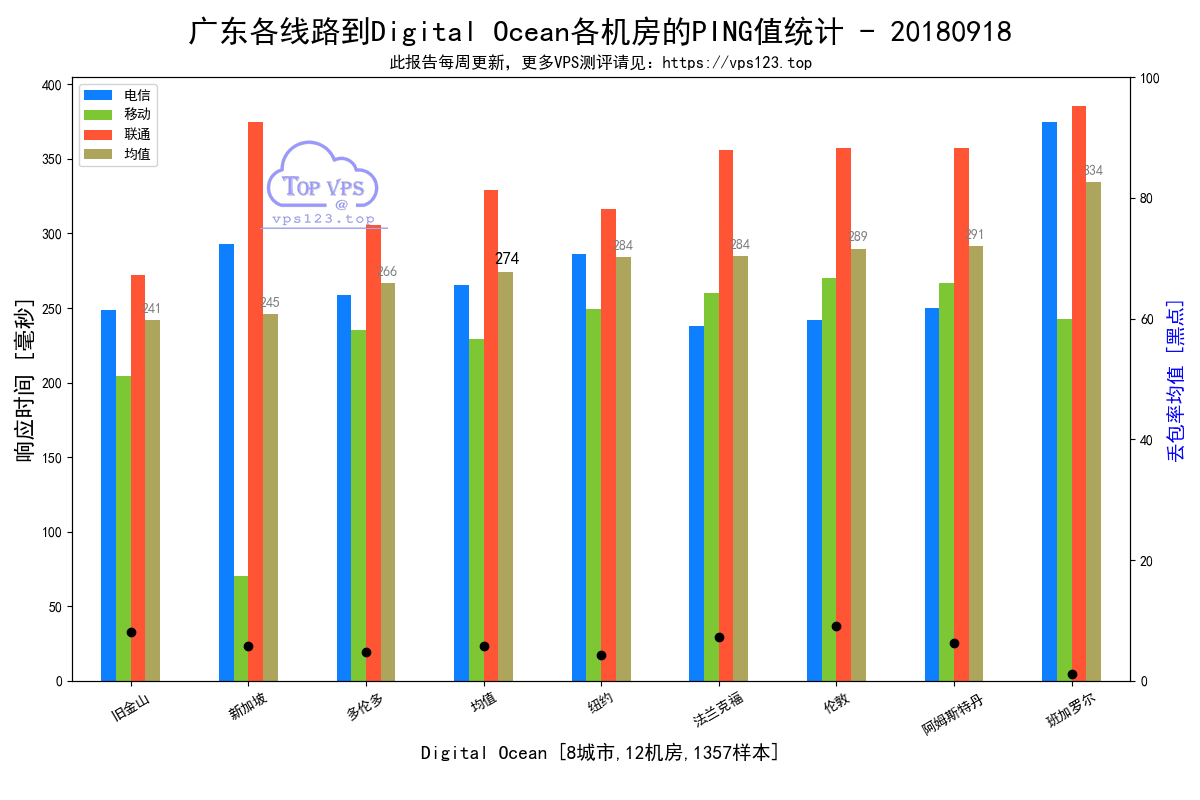 广东各线路到Digital Ocean各机房的PING值统计 - 20180918
此报告每周更新，更多VPS测评请见：https://vps123.top
电信
移动
联通
均值
TOP VPS
@
vps123.top
响应时间 [毫秒]
400
350
300
250
200
150
100
50
0
241
245
266
274
284
284
289
291
334
100
80
60
40
20
0
丢包率均值 [黑点]
旧金山
新加坡
多伦多
均值
纽约
法兰克福
伦敦
阿姆斯特丹
班加罗尔
Digital Ocean [8城市,12机房,1357样本]